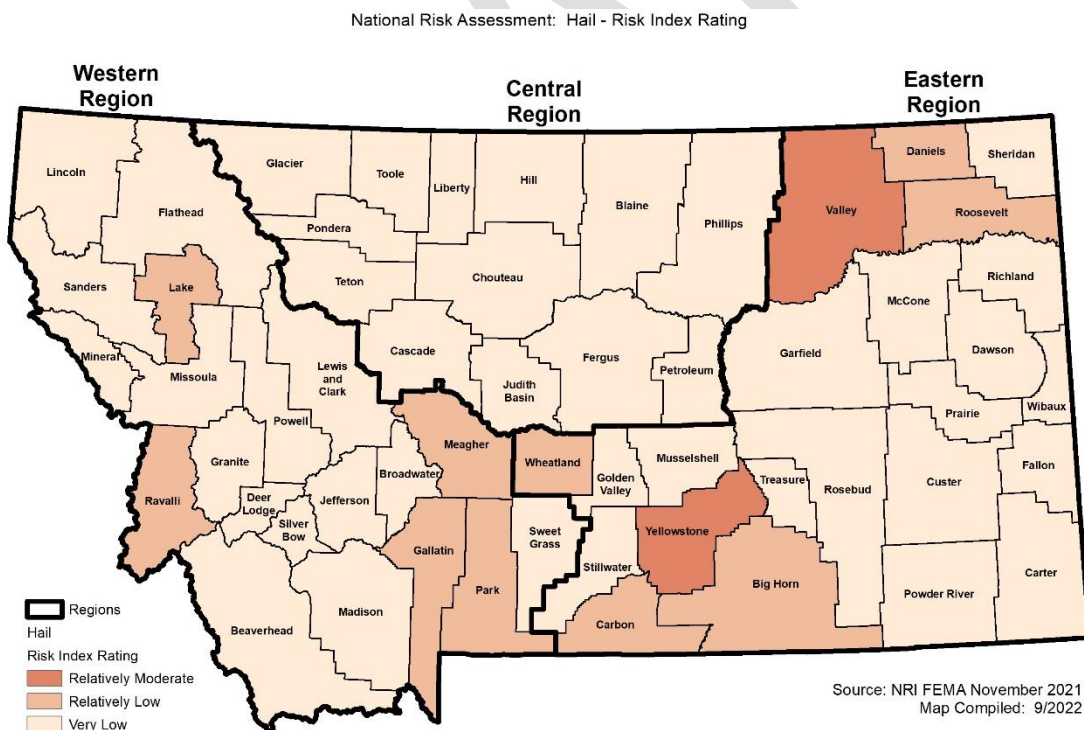 National Risk Assessment: Hail - Risk Index Rating
Western
Region
Central
Region
Eastern
Region
Lincoln
Flathead
Glacier
Toole
Liberty
Hill
Blaine
Phillips
Valley
Daniels
Sheridan
Roosevelt
Pondera
Teton
Chouteau
Sanders
Lake
Richland
McCone
Mineral
Missoula
Lewis
and
Clark
Cascade
Judith
Basin
Fergus
Petroleum
Garfield
Dawson
Prairie
Wibaux
Powell
Meagher
Granite
Ravalli
Deer
Lodge
Silver
Bow
Jefferson
Broadwater
Wheatland
Golden
Valley
Musselshell
Treasure
Rosebud
Custer
Fallon
Gallatin
Park
Sweet
Grass
Stillwater
Yellowstone
Big Horn
Carter
Powder River
Carbon
Madison
Beaverhead
Regions
Hail
Risk Index Rating
Relatively Moderate
Relatively Low
Very Low
Source: NRI FEMA November 2021
Map Compiled: 9/2022